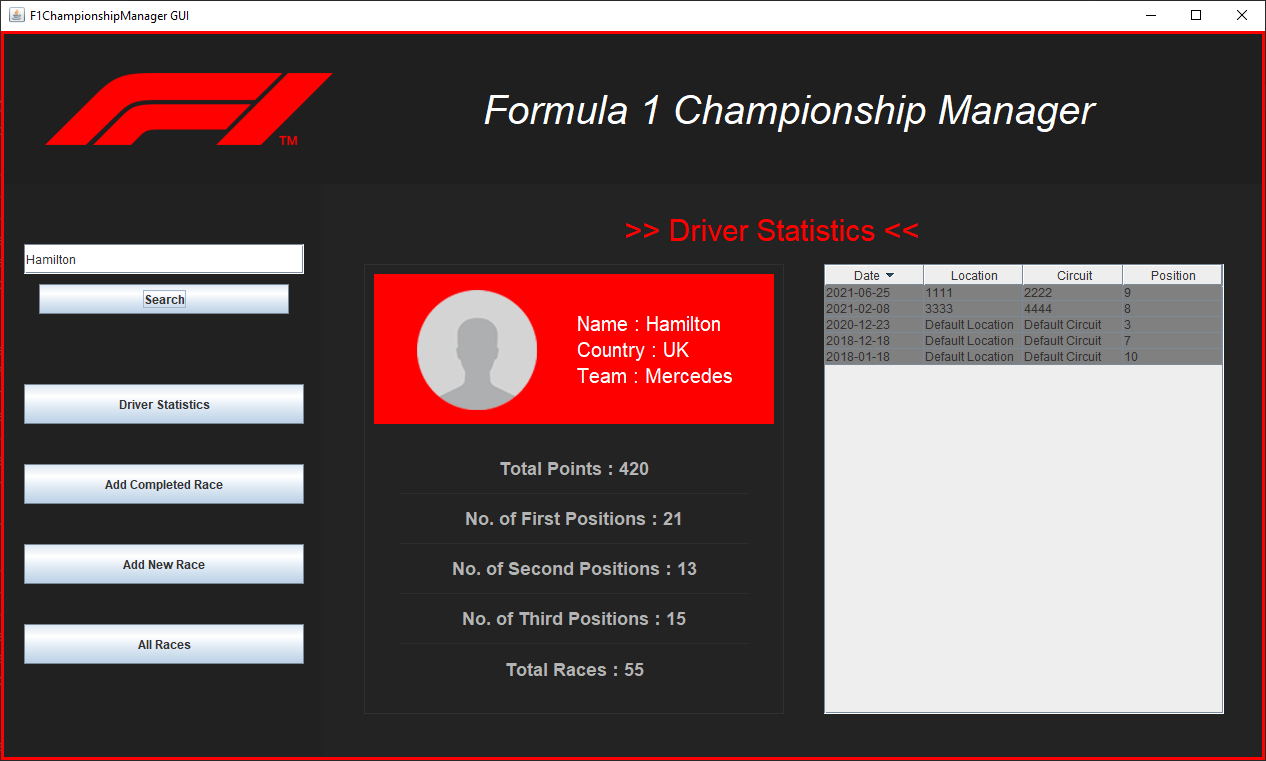 F1ChampionshipManager GUI
F1 TM
Formula 1 Championship Manager
Hamilton
Search
Driver Statistics
Add Completed Race
Add New Race
All Races
>> Driver Statistics <<
Name : Hamilton
Country : UK
Team : Mercedes
Total Points : 420
No. of First Positions : 21
No. of Second Positions : 13
No. of Third Positions : 15
Total Races : 55
Date Location Circuit Position
2021-06-25 1111 2222 9
2021-02-08 3333 4444 8
2020-12-23 Default Location Default Circuit 3
2018-12-18 Default Location Default Circuit 7
2018-01-18 Default Location Default Circuit 10